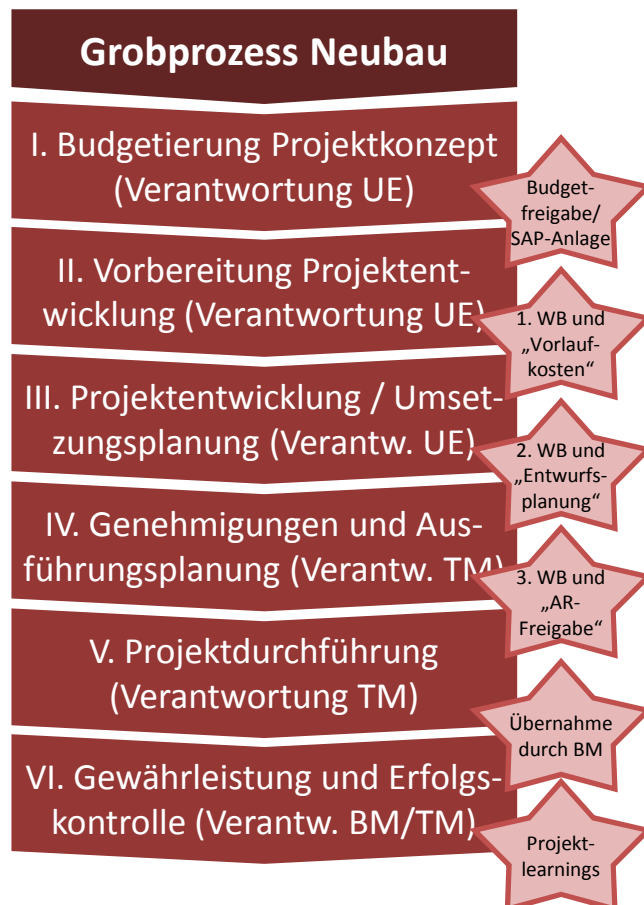 Grobprozess Neubau
I. Budgetierung Projektkonzept
(Verantwortung UE)
Budget-
freigabe/
SAP-Anlage
II. Vorbereitung Projektent-
wicklung (Verantwortung UE)
1. WB und
„Vorlauf-
kosten“
III. Projektentwicklung / Umset-
zungsplanung (Verantw. UE)
2. WB und
„Entwurfs-
planung“
IV. Genehmigungen und Aus-
führungsplanung (Verantw. TM)
3. WB und
„AR-
Freigabe“
V. Projektdurchführung
(Verantwortung TM)
Übernahme
durch BM
VI. Gewährleistung und Erfolgs-
kontrolle (Verantw. BM/TM)
Projekt-
learnings